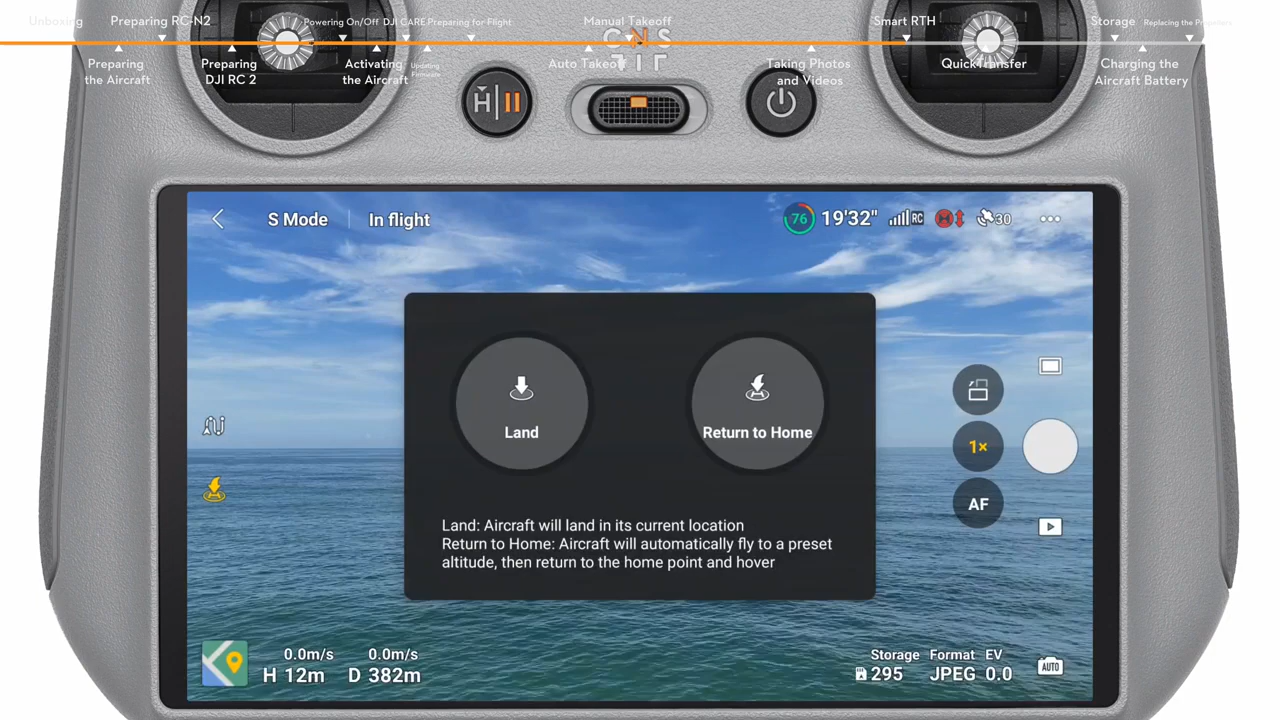 Unboxing
Preparing RC-N2
Powering On/Off
DJI CARE
Preparing for Flight
Manual Takeoff
Smart RTH
Storage
Replacing the Propellers
Preparing
the Aircraft
Preparing
DJI RC 2
Activating
the Aircraft
Updating
Firmware
Auto Takeoff
Taking Photos
and Videos
QuickTransfer
Charging the
Aircraft Battery
C N S
H
S Mode
In flight
76
19'32"
RC
30
Land
Return to Home
1×
AF
Land: Aircraft will land in its current location
Return to Home: Aircraft will automatically fly to a preset
altitude, then return to the home point and hover
0.0m/s
0.0m/s
H 12m
D 382m
Storage
Format
EV
295
JPEG
0.0
AUTO